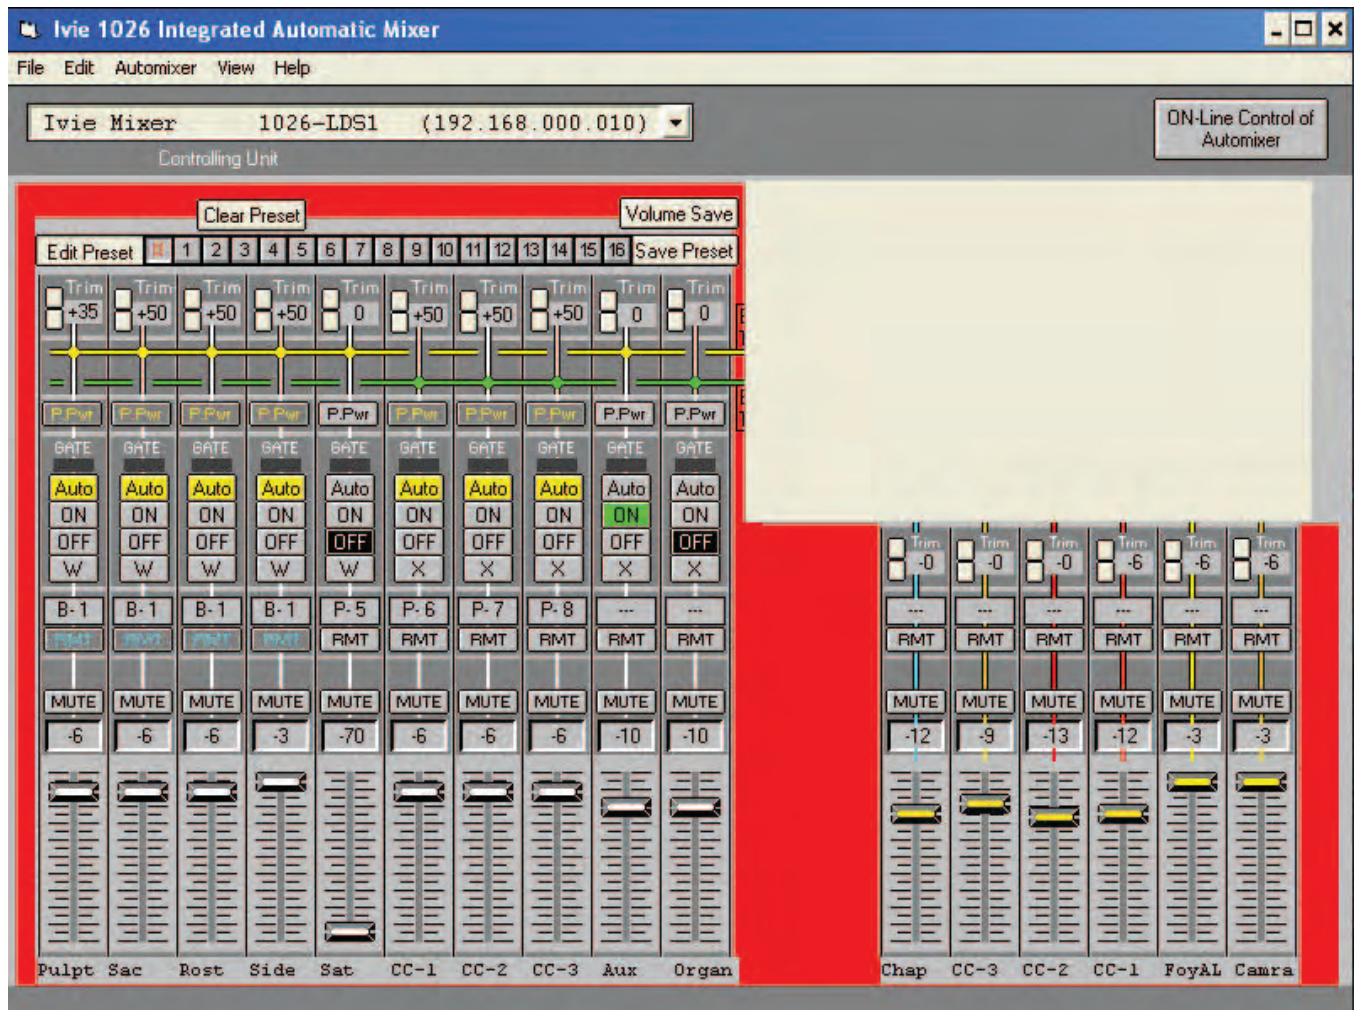 Ivie 1026 Integrated Automatic Mixer
File Edit Automixer View Help
Ivie Mixer 1026-LDS1 (192.168.000.010)
ON-Line Control of
Automixer
Controlling Unit
Clear Preset Volume Save
Edit Preset 1 2 3 4 5 6 7 8 9 10 11 12 13 14 15 16 Save Preset
Trim Trim Trim Trim Trim Trim Trim Trim Trim Trim
+35 +50 +50 +50 0 +50 +50 +50 0 0
P.Pwr P.Pwr P.Pwr P.Pwr P.Pwr P.Pwr P.Pwr P.Pwr P.Pwr P.Pwr
GATE GATE GATE GATE GATE GATE GATE GATE GATE GATE
Auto Auto Auto Auto Auto Auto Auto Auto Auto Auto
ON ON ON ON ON ON ON ON ON ON
OFF OFF OFF OFF OFF OFF OFF OFF OFF OFF
W W W W W X X X X X
Trim Trim Trim Trim Trim Trim
-0 -0 -0 -6 -6 -6
B-1 B-1 B-1 B-1 P-5 P-6 P-7 P-8 --- --- --- --- --- --- --- ---
RMT RMT RMT RMT RMT RMT RMT RMT RMT RMT RMT RMT RMT RMT RMT RMT
MUTE MUTE MUTE MUTE MUTE MUTE MUTE MUTE MUTE MUTE MUTE MUTE MUTE MUTE MUTE MUTE
-6 -6 -6 -3 -70 -6 -6 -6 -10 -10 -12 -9 -13 -12 -3 -3
Pulpt Sac Rost Side Sat CC-1 CC-2 CC-3 Aux Organ Chap CC-3 CC-2 CC-1 FoyAL Camra